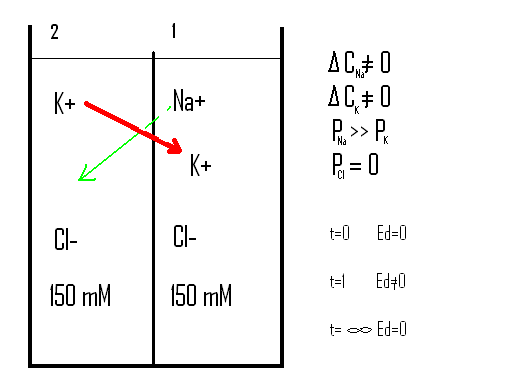 2 1
ΔC_Na ≠ 0
ΔC_K ≠ 0
P_Na >> P_K
P_Cl = 0
K+ Na+
K+
Cl- Cl-
150 mM 150 mM
t=0 Ed=0
t=1 Ed≠0
t= ∞ Ed=0